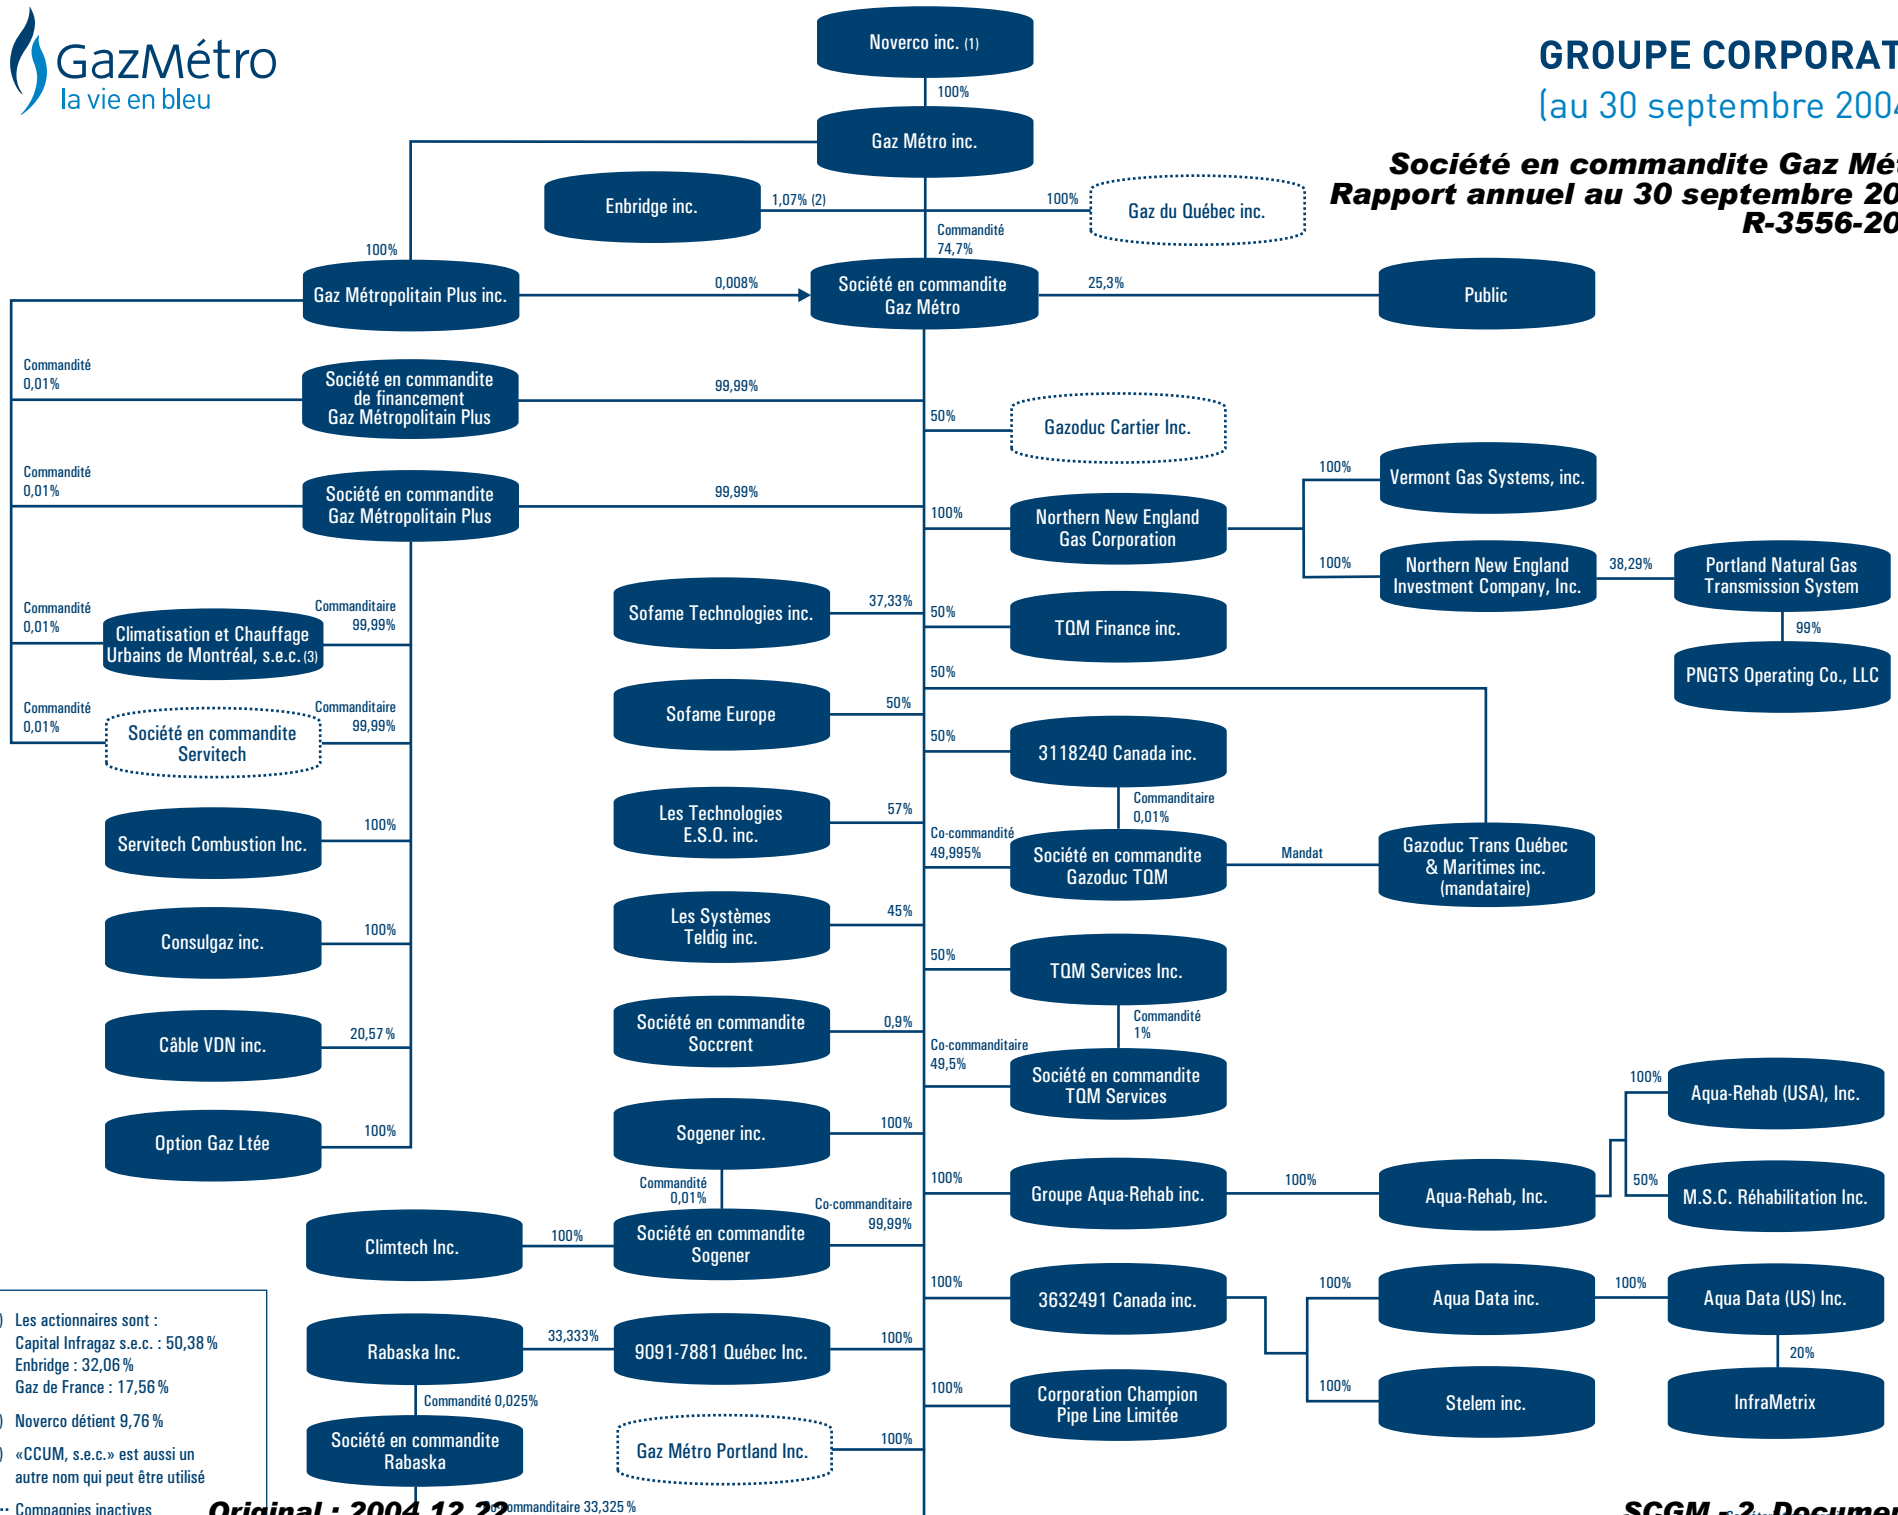 GazMétro
la vie en bleu
GROUPE CORPORAT
(au 30 septembre 200
Société en commandite Gaz Mé
Rapport annuel au 30 septembre 20
R-3556-20
Noverco inc. (1)
100%
Gaz Métro inc.
Enbridge inc.
1,07% (2)
100%
Gaz du Québec inc.
Commandité
74,7%
100%
Gaz Métropolitain Plus inc.
0,008%
Société en commandite
Gaz Métro
25,3%
Public
Commandité
0,01%
Société en commandite
de financement
Gaz Métropolitain Plus
99,99%
50%
Gazoduc Cartier Inc.
Commandité
0,01%
Société en commandite
Gaz Métropolitain Plus
99,99%
100%
Northern New England
Gas Corporation
100%
Vermont Gas Systems, inc.
100%
Northern New England
Investment Company, Inc.
38,29%
Portland Natural Gas
Transmission System
99%
PNGTS Operating Co., LLC
Commandité
0,01%
Climatisation et Chauffage
Urbains de Montréal, s.e.c. (3)
Commanditaire
99,99%
Sofame Technologies inc.
37,33%
50%
TQM Finance inc.
50%
Commandité
0,01%
Société en commandite
Servitech
Commanditaire
99,99%
Sofame Europe
50%
50%
3118240 Canada inc.
Commanditaire
0,01%
Servitech Combustion Inc.
100%
Les Technologies
E.S.O. inc.
57%
Co-commandité
49,995%
Société en commandite
Gazoduc TQM
Mandat
Gazoduc Trans Québec
& Maritimes inc.
(mandataire)
Consulgaz inc.
100%
Les Systèmes
Teldig inc.
45%
50%
TQM Services Inc.
Commandité
1%
Câble VDN inc.
20,57%
Société en commandite
Soccrent
0,9%
Co-commanditaire
49,5%
Société en commandite
TQM Services
Option Gaz Ltée
100%
Sogener inc.
100%
Commandité
0,01%
100%
Groupe Aqua-Rehab inc.
100%
Aqua-Rehab, Inc.
100%
Aqua-Rehab (USA), Inc.
50%
M.S.C. Réhabilitation Inc.
Climtech Inc.
100%
Société en commandite
Sogener
Co-commanditaire
99,99%
100%
3632491 Canada inc.
100%
Aqua Data inc.
100%
Aqua Data (US) Inc.
20%
InfraMetrix
100%
Stelem inc.
Rabaska Inc.
33,333%
9091-7881 Québec Inc.
100%
100%
Corporation Champion
Pipe Line Limitée
Commandité 0,025%
Société en commandite
Rabaska
Gaz Métro Portland Inc.
100%
) Les actionnaires sont :
Capital Infragaz s.e.c. : 50,38 %
Enbridge : 32,06 %
Gaz de France : 17,56 %
) Noverco détient 9,76 %
) «CCUM, s.e.c.» est aussi un
autre nom qui peut être utilisé
Compagnies inactives
Original : 2004.12.22
commanditaire 33,325 %
SCGM - 2, Documen